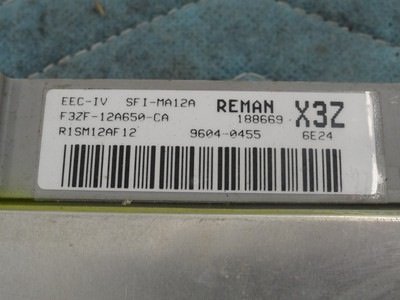 EEC-IV SFI-MA12A REMAN X3Z
F3ZF-12A650-CA 188669
R1SM12AF12 9604-0455 6E24